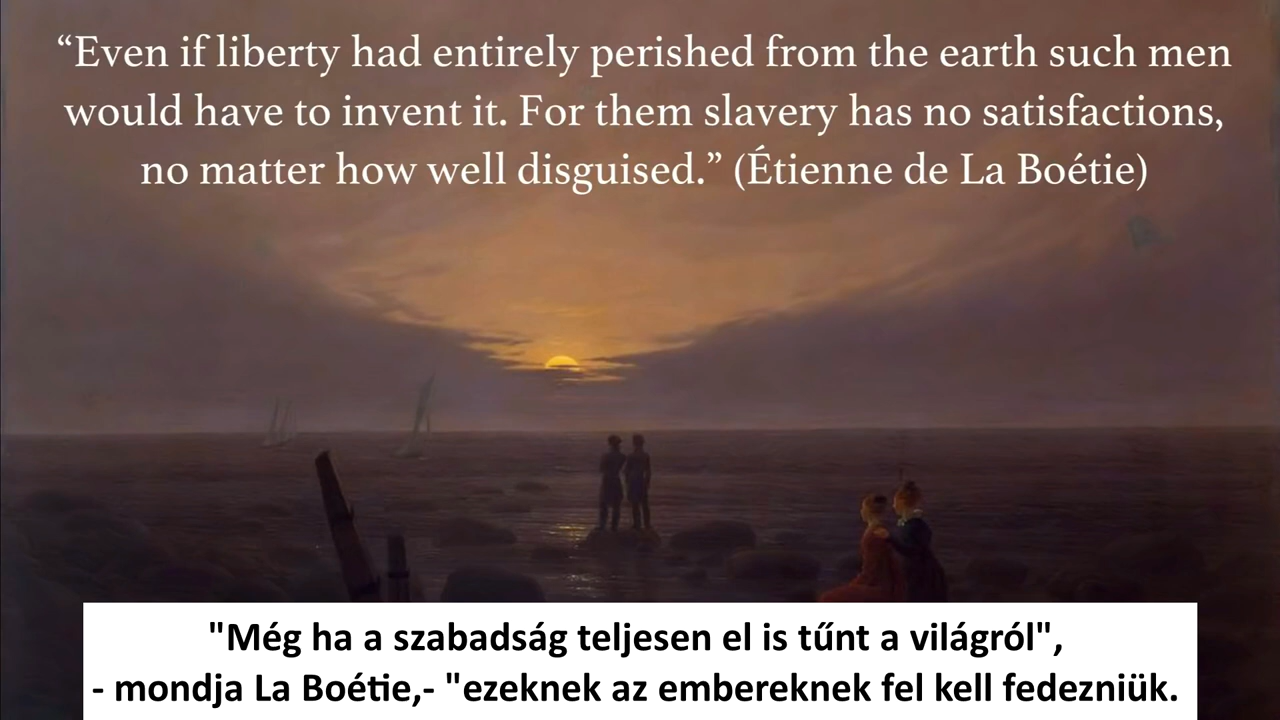 “Even if liberty had entirely perished from the earth such men
would have to invent it. For them slavery has no satisfactions,
no matter how well disguised.” (Étienne de La Boétie)
"Még ha a szabadság teljesen el is tűnt a világról",
- mondja La Boétie,- "ezeknek az embereknek fel kell fedezniük.